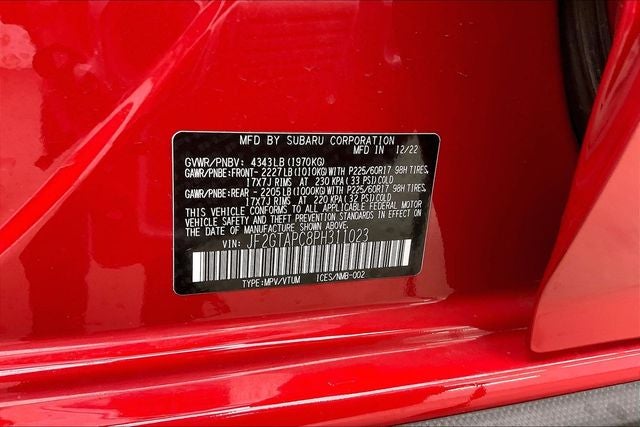 MFD BY SUBARU CORPORATION
MFD IN 12/22
GVWR/PNBV: 4343LB (1970KG)
GAWR/PNBE:FRONT- 2227LB(1010KG)WITH P225/60R17 98H TIRES,
17X7J RIMS AT 230 KPA (33 PSI)COLD
GAWR/PNBE:REAR - 2205LB(1000KG)WITH P225/60R17 98H TIRES,
17X7J RIMS AT 220 KPA (32 PSI)COLD
THIS VEHICLE CONFORMS TO ALL APPLICABLE FEDERAL MOTOR
VEHICLE SAFETY AND THEFT PREVENTION STANDARDS IN EFFECT ON
THE DATE OF MANUFACTURE SHOWN ABOVE.
VIN: JF2GTAPC8PH311023
TYPE:MPV/VTUM ICES/NMB-002